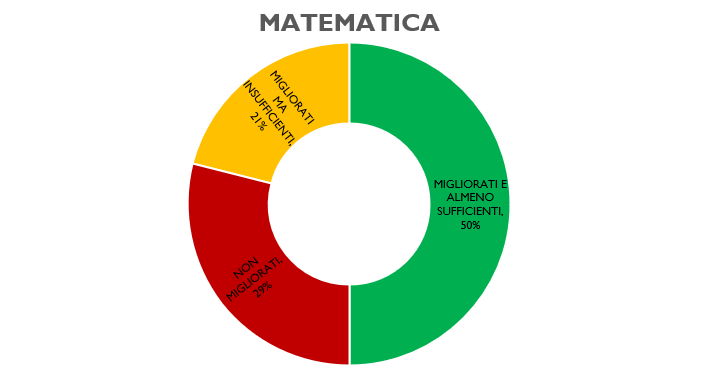 MATEMATICA
MIGLIORATI
MA
INSUFFICIENTI,
21%
MIGLIORATI E
ALMENO
SUFFICIENTI,
50%
NON
MIGLIORATI,
29%